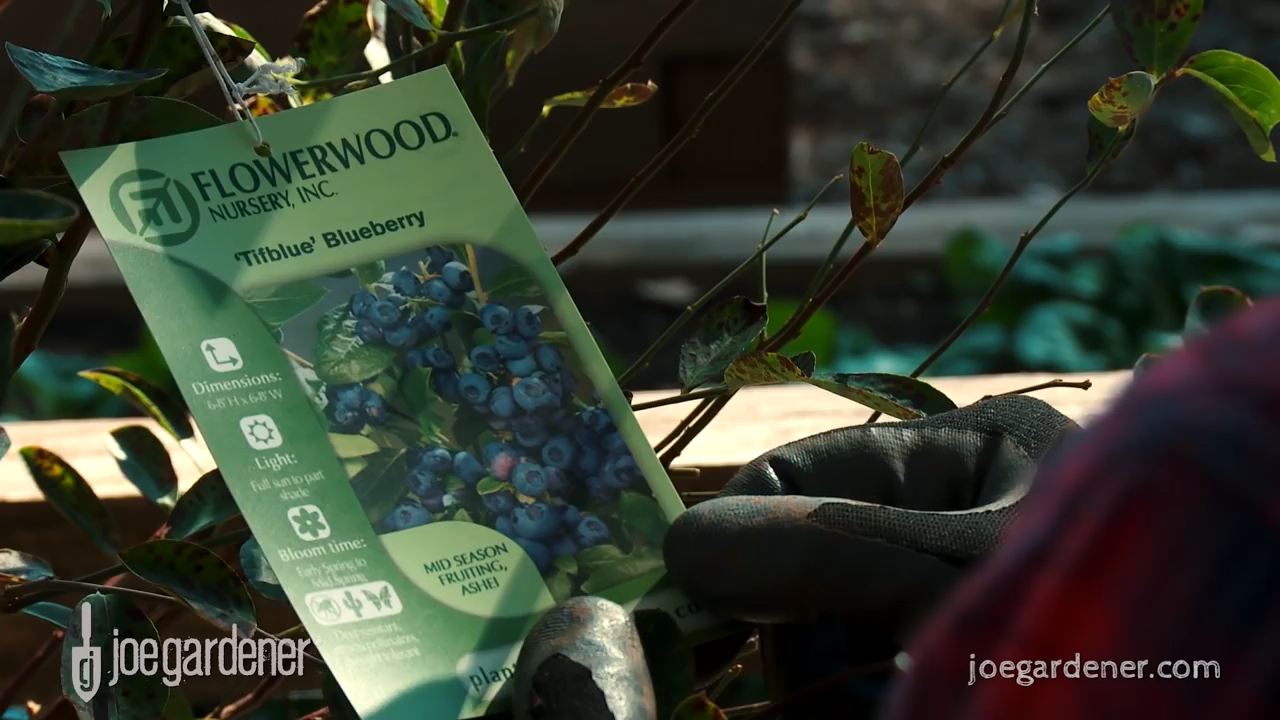 FLOWERWOOD®
NURSERY, INC.
'Tifblue' Blueberry
Dimensions:
6-8' H x 6-8' W
Light:
Full sun to part
shade
Bloom time:
Early Spring to
Mid Spring
MID SEASON
FRUITING,
ASHEI
plant
joegardener
joegardener.com